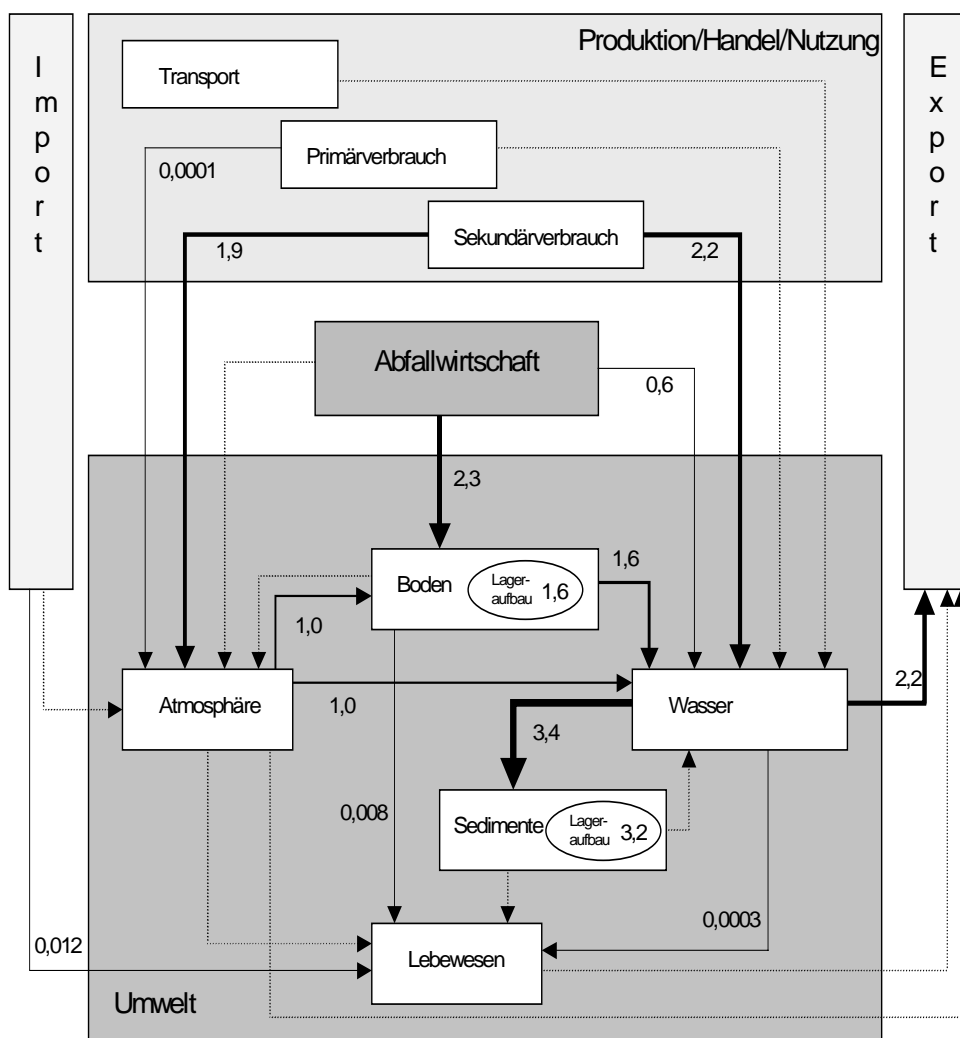 Import
Export
Produktion/Handel/Nutzung
Transport
Primärverbrauch
0,0001
Sekundärverbrauch
1,9
2,2
Abfallwirtschaft
0,6
2,3
Boden
Lager-
aufbau
1,6
1,6
1,0
Atmosphäre
1,0
Wasser
2,2
3,4
Sedimente
Lager-
aufbau
3,2
0,008
0,0003
0,012
Lebewesen
Umwelt